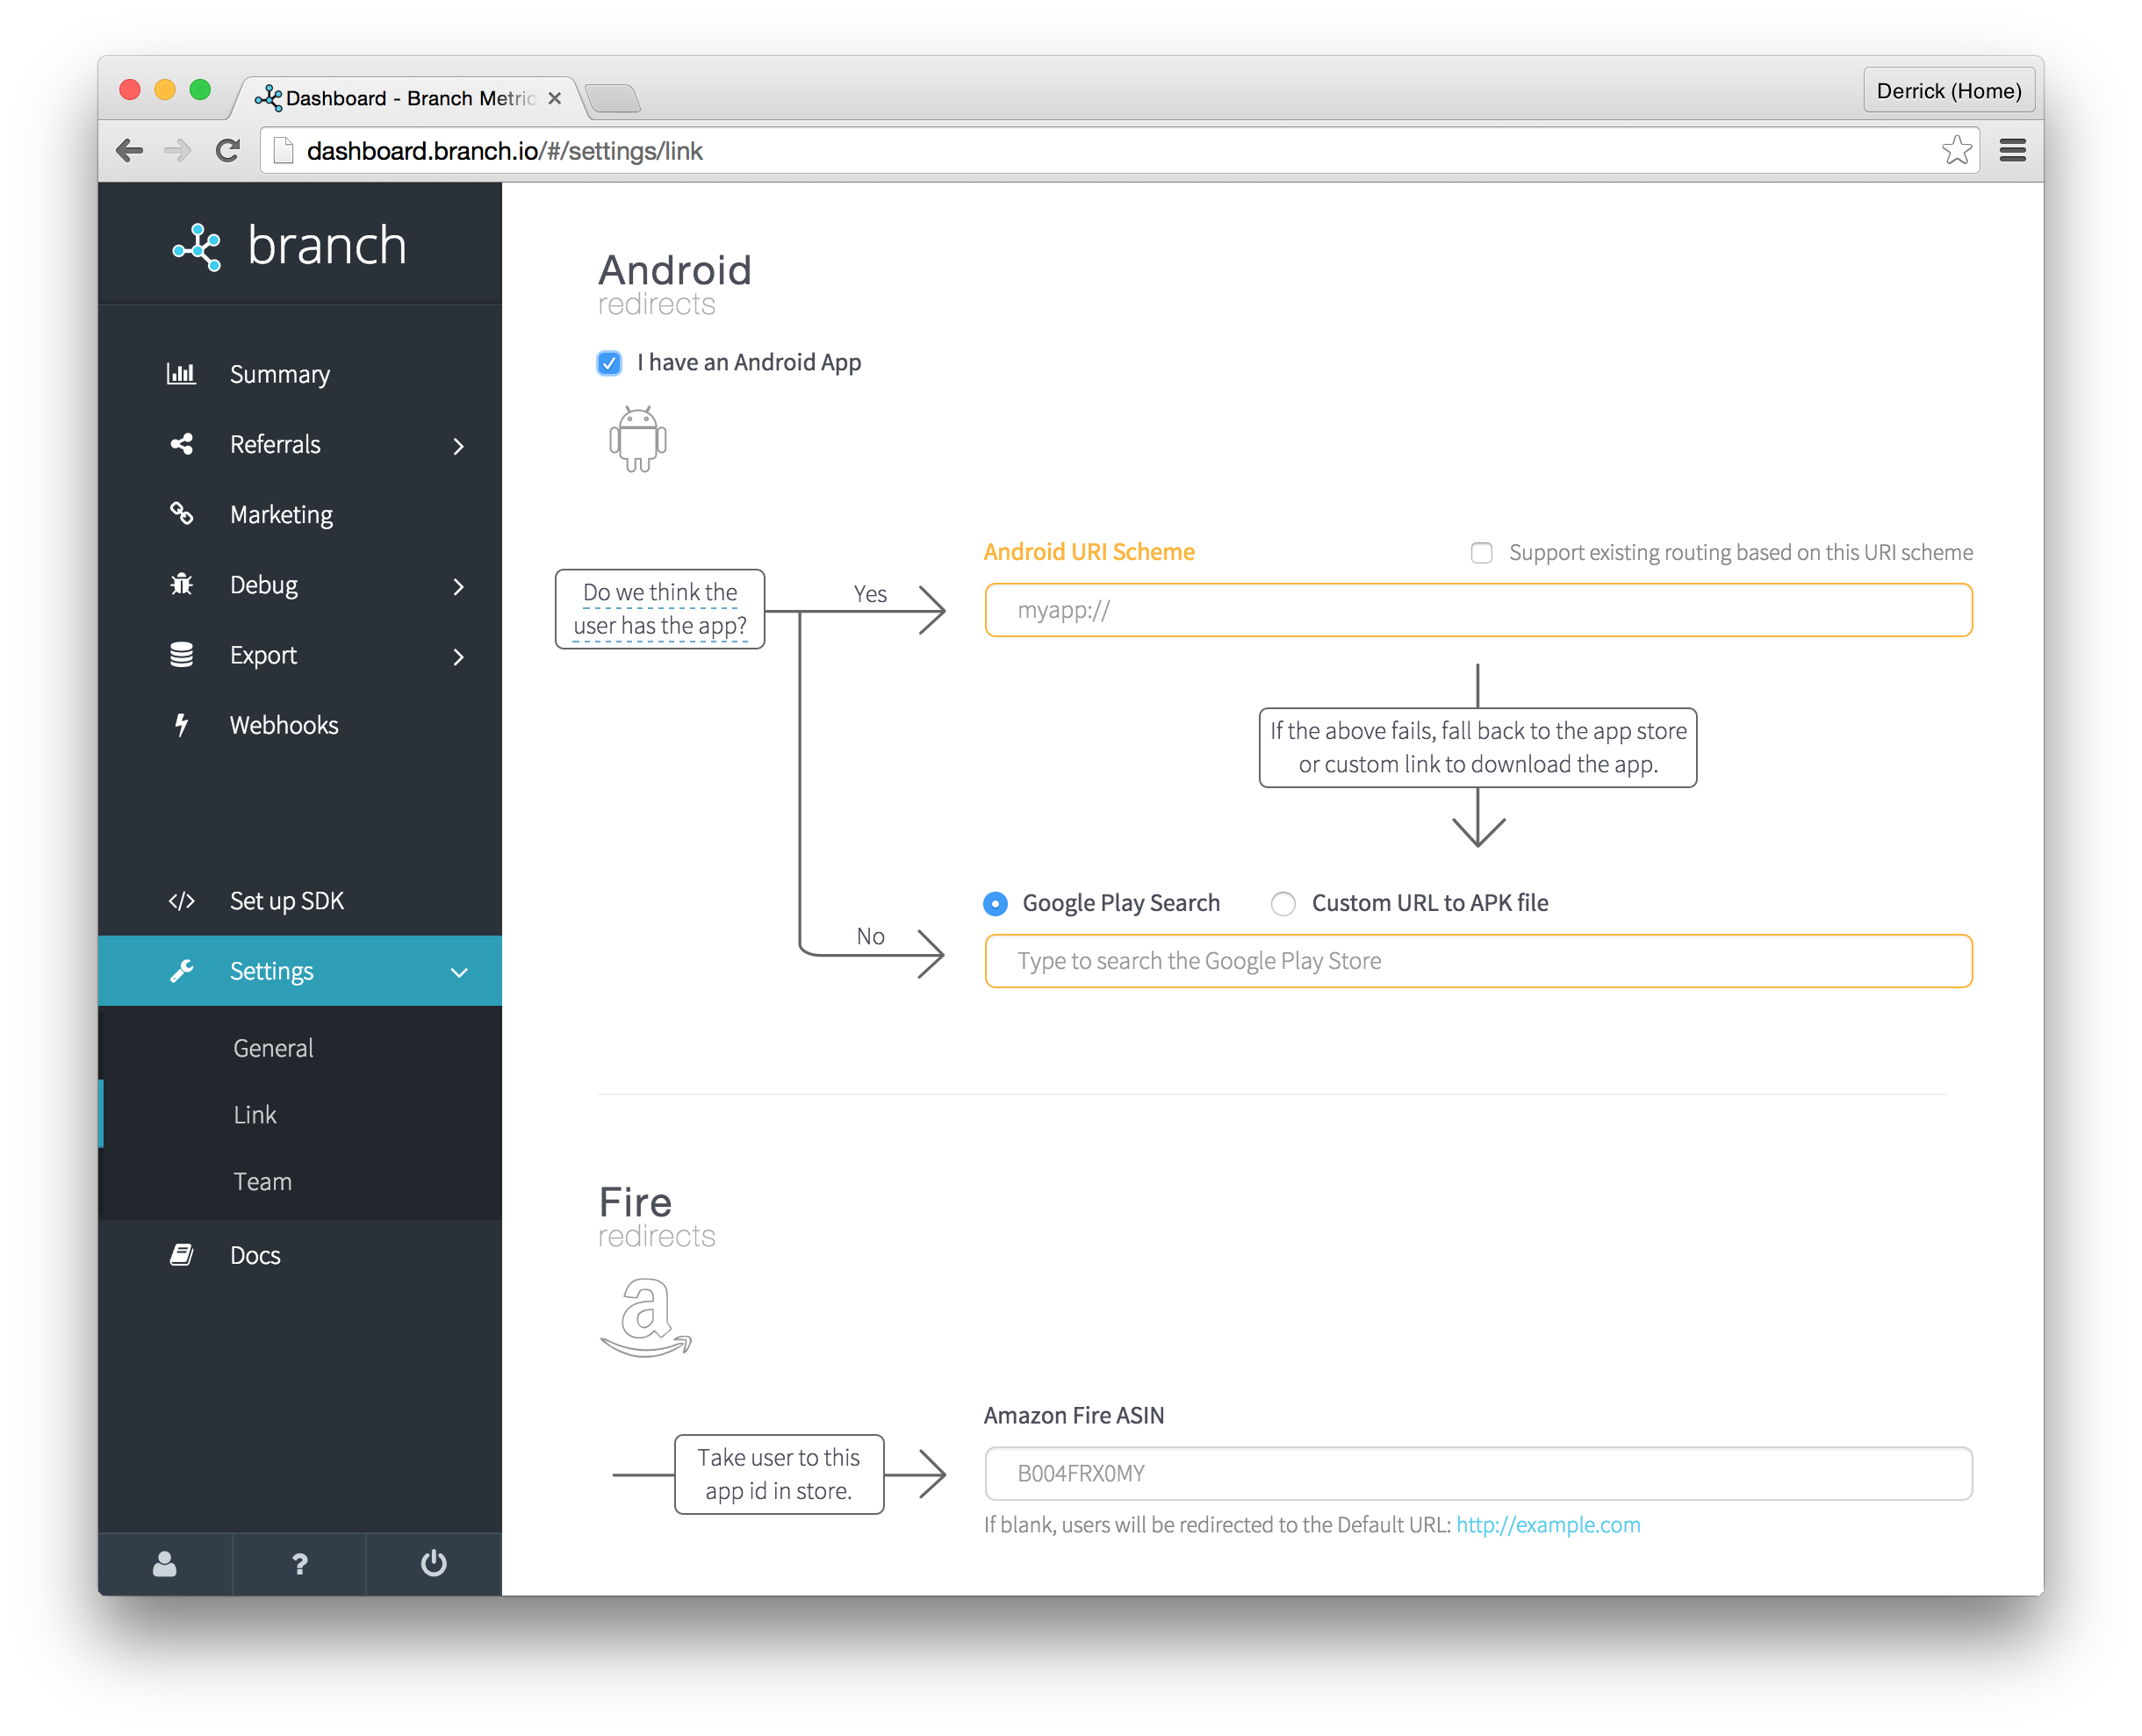 Dashboard - Branch Metric
Derrick (Home)
dashboard.branch.io/#/settings/link
branch
Summary
Referrals
Marketing
Debug
Export
Webhooks
Set up SDK
Settings
General
Link
Team
Docs
?
Android
redirects
I have an Android App
Do we think the
user has the app?
Yes
Android URI Scheme
Support existing routing based on this URI scheme
myapp://
If the above fails, fall back to the app store
or custom link to download the app.
No
Google Play Search
Custom URL to APK file
Type to search the Google Play Store
Fire
redirects
a
Take user to this
app id in store.
Amazon Fire ASIN
B004FRX0MY
If blank, users will be redirected to the Default URL: http://example.com